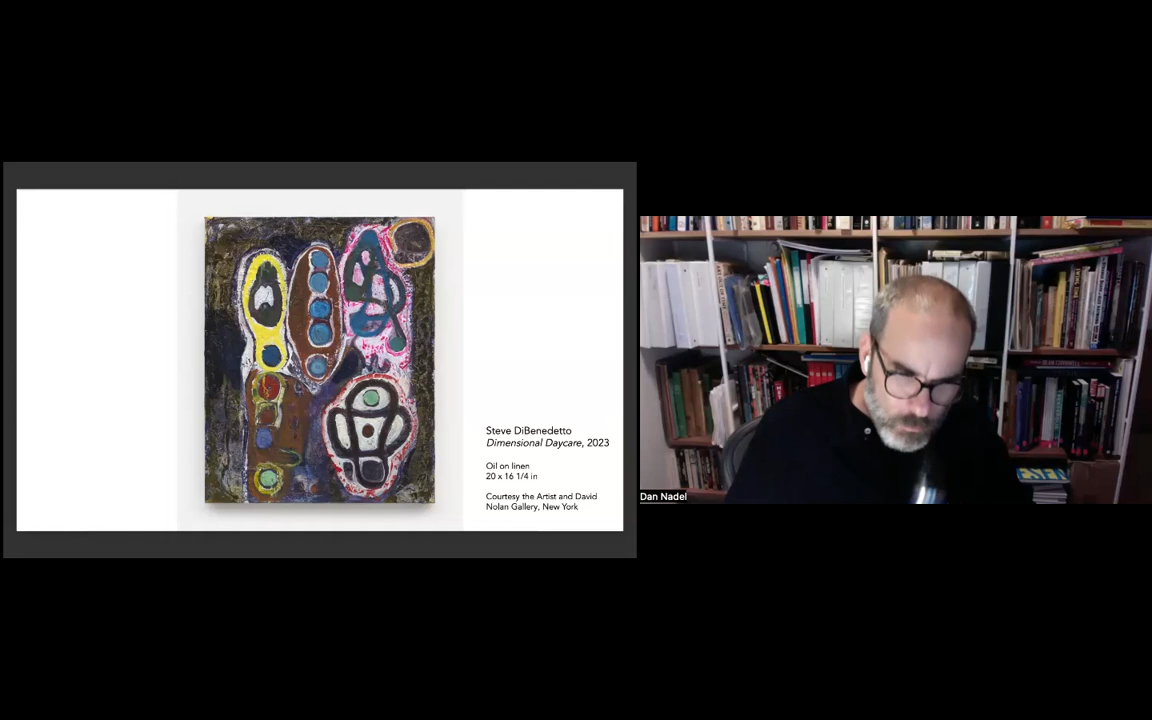 Steve DiBenedetto
Dimensional Daycare, 2023
Oil on linen
20 x 16 1/4 in
Courtesy the Artist and David
Nolan Gallery, New York
Dan Nadel